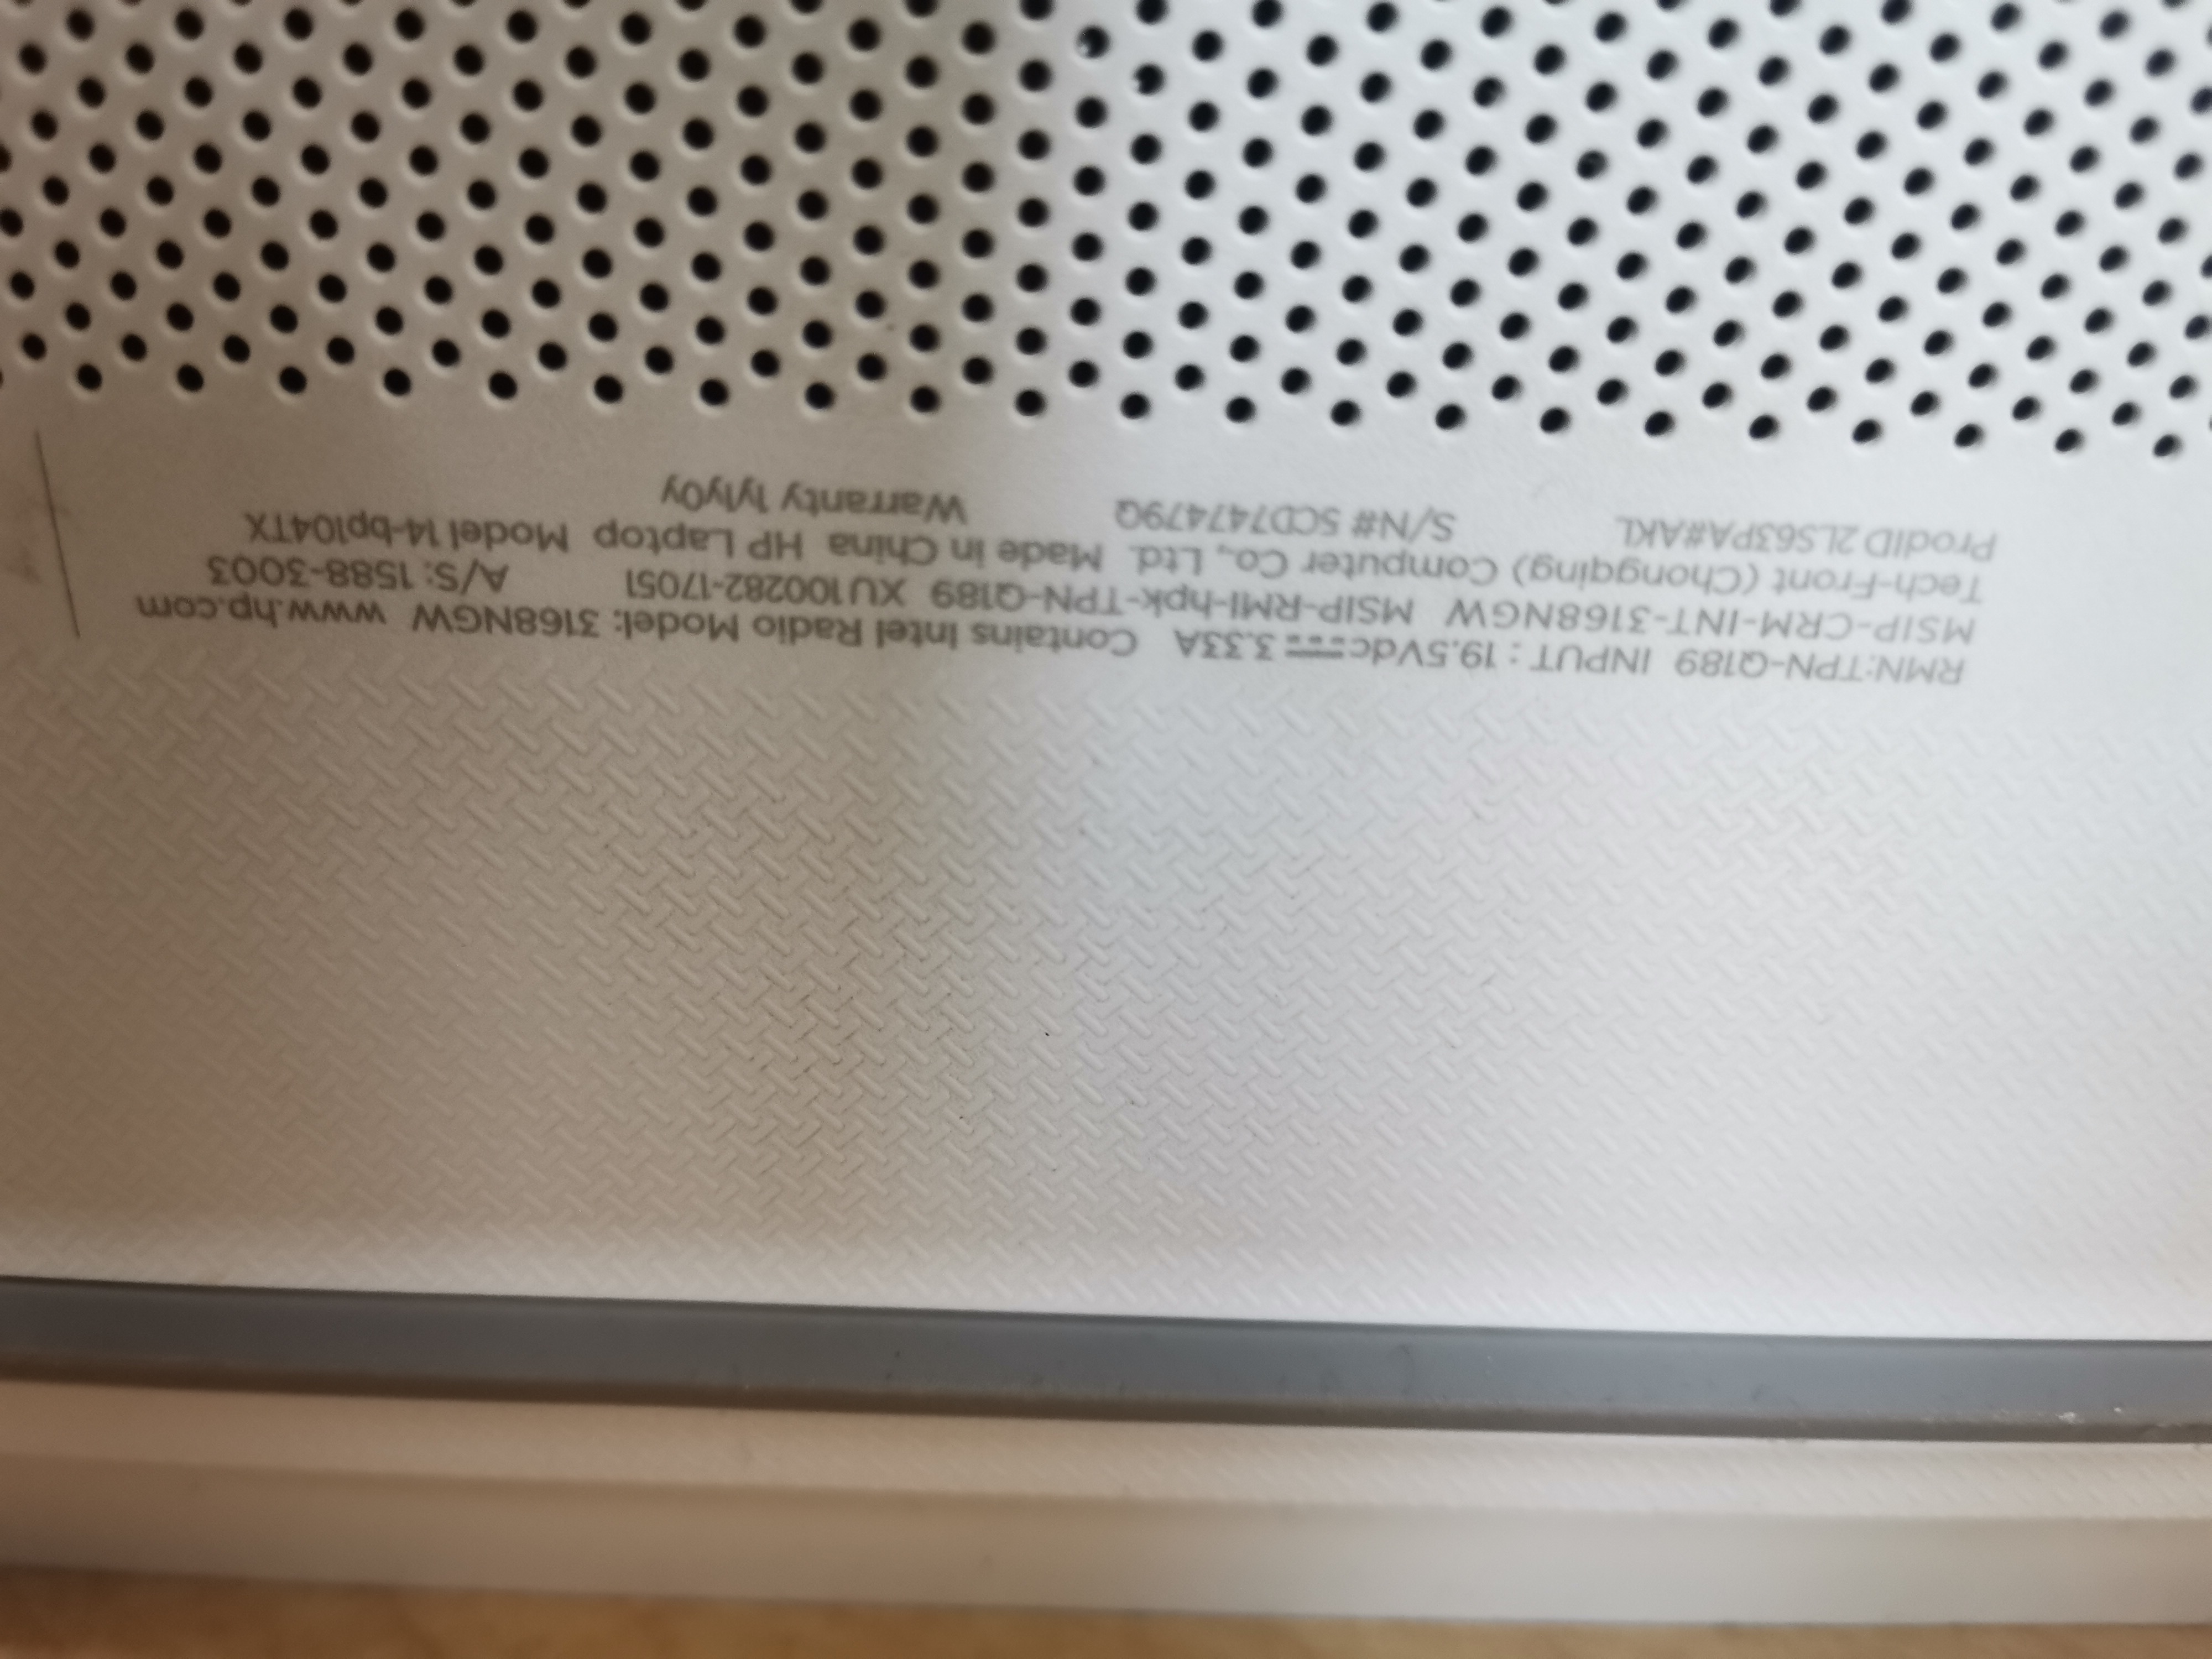 RMN:TPN-Q189 INPUT : 19.5Vdc 3.33A Contains Intel Radio Model: 3168NGW www.hp.com
MSIP-CRM-INT-3168NGW MSIP-RMI-hpk-TPN-Q189 XU100282-17051 A/S: 1588-3003
Tech-Front (Chongqing) Computer Co., Ltd. Made in China HP Laptop Model 14-bp104TX
ProdID 2LS63PA#AKL S/N# 5CD747479Q Warranty 1y1y0y